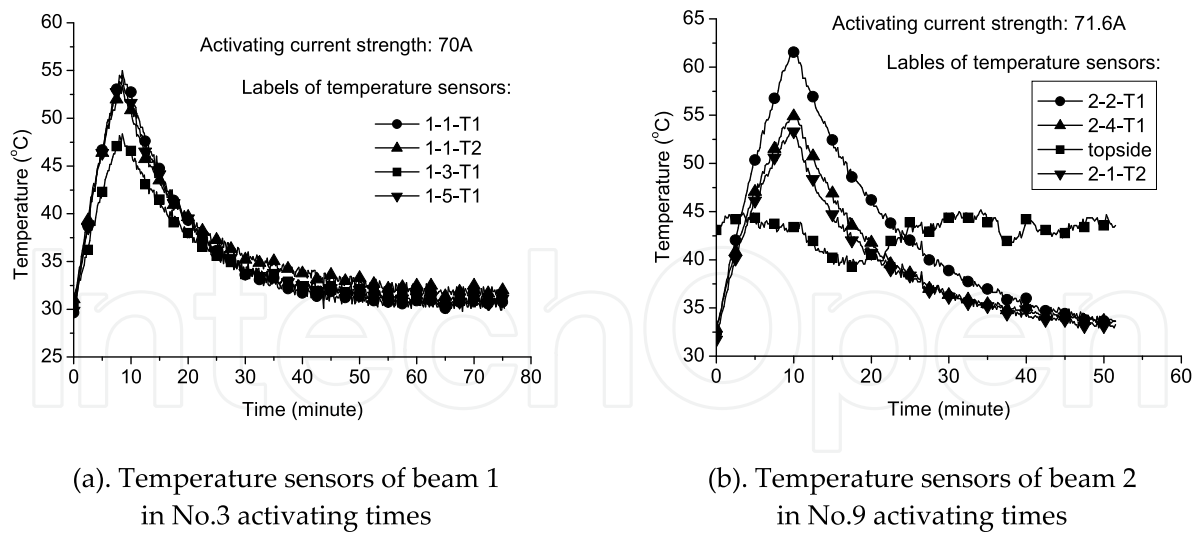 Activating current strength: 70A
Labels of temperature sensors:
1-1-T1
1-1-T2
1-3-T1
1-5-T1
60
55
50
45
40
35
30
25
Temperature (°C)
0 10 20 30 40 50 60 70 80
Time (minute)
(a). Temperature sensors of beam 1
in No.3 activating times
Activating current strength: 71.6A
Lables of temperature sensors:
2-2-T1
2-4-T1
topside
2-1-T2
65
60
55
50
45
40
35
30
Temperature (°C)
0 10 20 30 40 50 60
Time (minute)
(b). Temperature sensors of beam 2
in No.9 activating times
IntechOpen